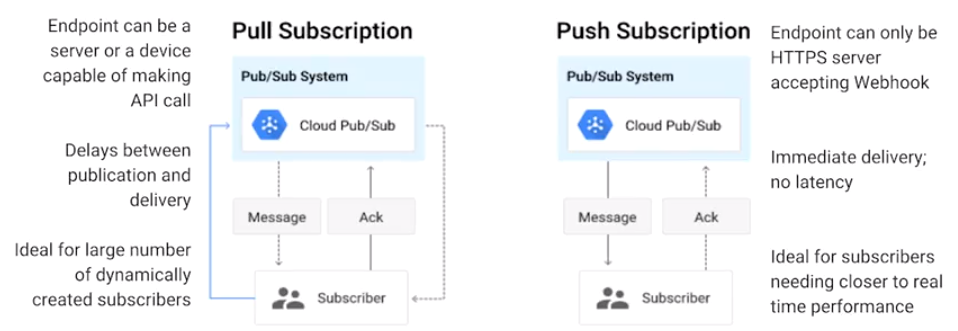 Endpoint can be a
server or a device
capable of making
API call
Delays between
publication and
delivery
Ideal for large number
of dynamically
created subscribers
Pull Subscription
Pub/Sub System
Cloud Pub/Sub
Message
Ack
Subscriber
Push Subscription
Pub/Sub System
Cloud Pub/Sub
Message
Ack
Subscriber
Endpoint can only be
HTTPS server
accepting Webhook
Immediate delivery;
no latency
Ideal for subscribers
needing closer to real
time performance